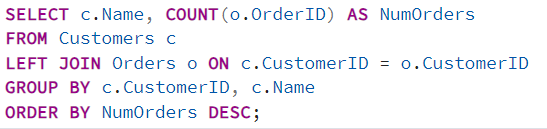 SELECT c.Name, COUNT(o.OrderID) AS NumOrders
FROM Customers c
LEFT JOIN Orders o ON c.CustomerID = o.CustomerID
GROUP BY c.CustomerID, c.Name
ORDER BY NumOrders DESC;